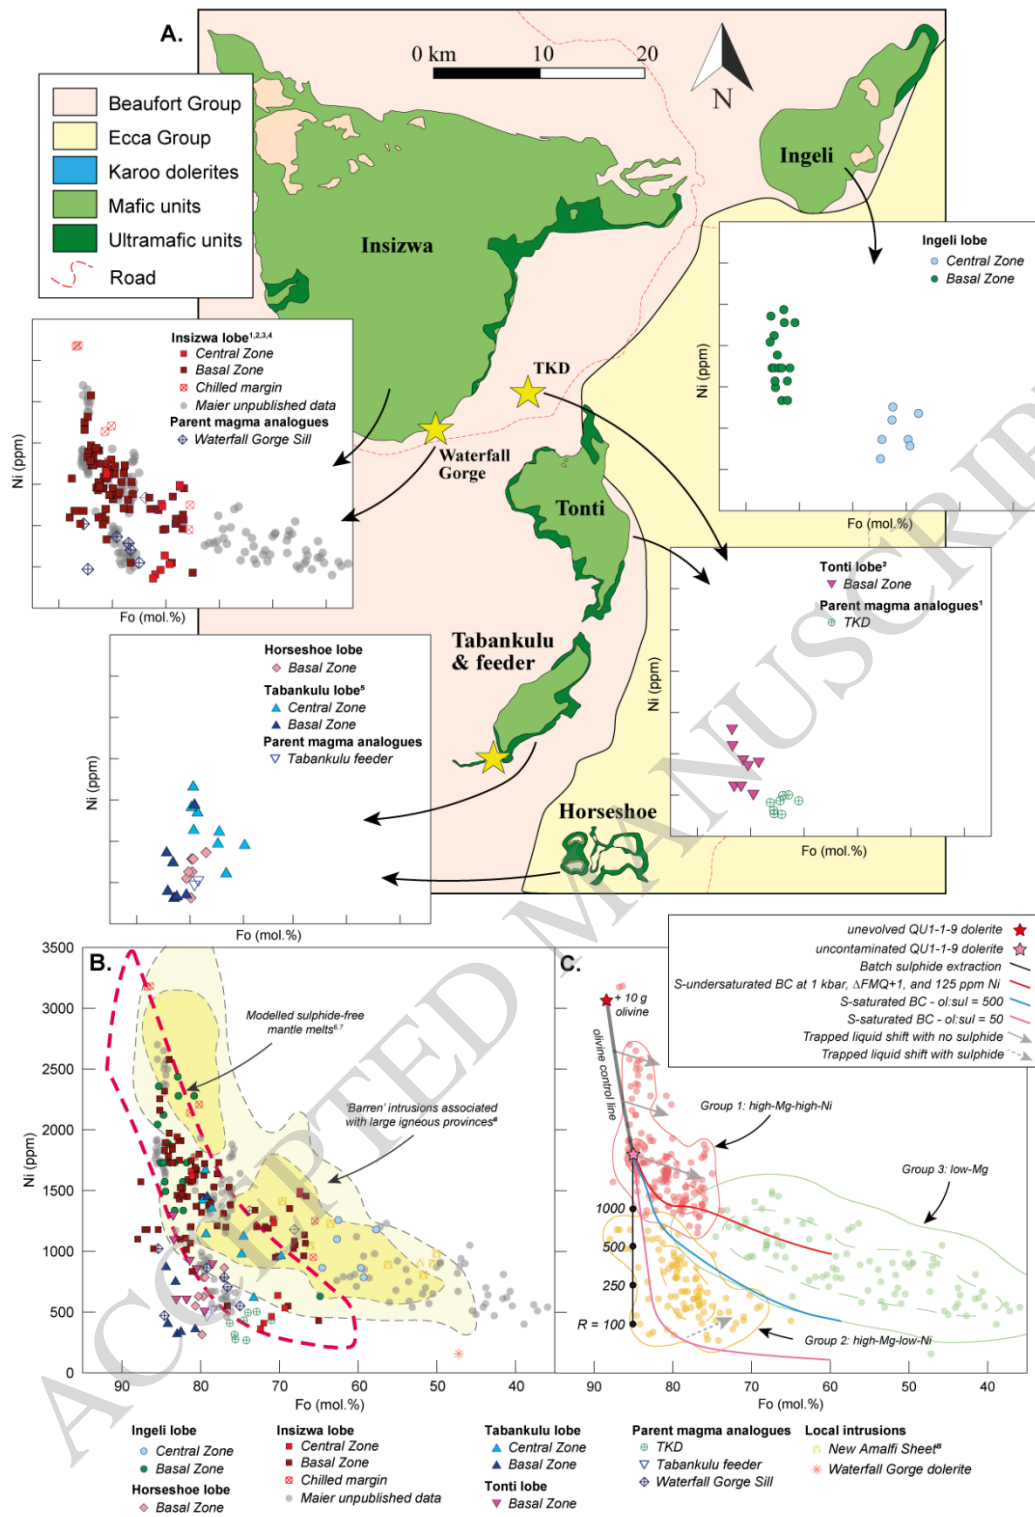 A.
0 km 10 20
N
Beaufort Group
Ecca Group
Karoo dolerites
Mafic units
Ultramafic units
Road
Insizwa
Ingeli
TKD
Waterfall
Gorge
Tonti
Tabankulu
& feeder
Horseshoe
Ingeli lobe
Central Zone
Basal Zone
Ni (ppm)
Fo (mol.%)
Insizwa lobe1,2,3,4
Central Zone
Basal Zone
Chilled margin
Maier unpublished data
Parent magma analogues
Waterfall Gorge Sill
Ni (ppm)
Fo (mol.%)
Tonti lobe2
Basal Zone
Parent magma analogues1
TKD
Ni (ppm)
Fo (mol.%)
Horseshoe lobe
Basal Zone
Tabankulu lobe5
Central Zone
Basal Zone
Parent magma analogues
Tabankulu feeder
Ni (ppm)
Fo (mol.%)
ACCEPTED MANUSCRIPT
B.
3500
3000
2500
2000
1500
1000
500
0
Ni (ppm)
90 80 70 60 50 40
Fo (mol.%)
Modelled sulphide-free
mantle melts6,7
'Barren' intrusions associated
with large igneous provinces8
C.
unevolved QU1-1-9 dolerite
uncontaminated QU1-1-9 dolerite
Batch sulphide extraction
S-undersaturated BC at 1 kbar, ΔFMQ+1, and 125 ppm Ni
S-saturated BC - ol:sul = 500
S-saturated BC - ol:sul = 50
Trapped liquid shift with no sulphide
Trapped liquid shift with sulphide
+ 10 g
olivine
olivine control line
Group 1: high-Mg-high-Ni
Group 3: low-Mg
1000
500
250
R = 100
Group 2: high-Mg-low-Ni
90 80 70 60 50 40
Fo (mol.%)
Ingeli lobe
Central Zone
Basal Zone
Horseshoe lobe
Basal Zone
Insizwa lobe
Central Zone
Basal Zone
Chilled margin
Maier unpublished data
Tabankulu lobe
Central Zone
Basal Zone
Tonti lobe
Basal Zone
Parent magma analogues
TKD
Tabankulu feeder
Waterfall Gorge Sill
Local intrusions
New Amalfi Sheet8
Waterfall Gorge dolerite